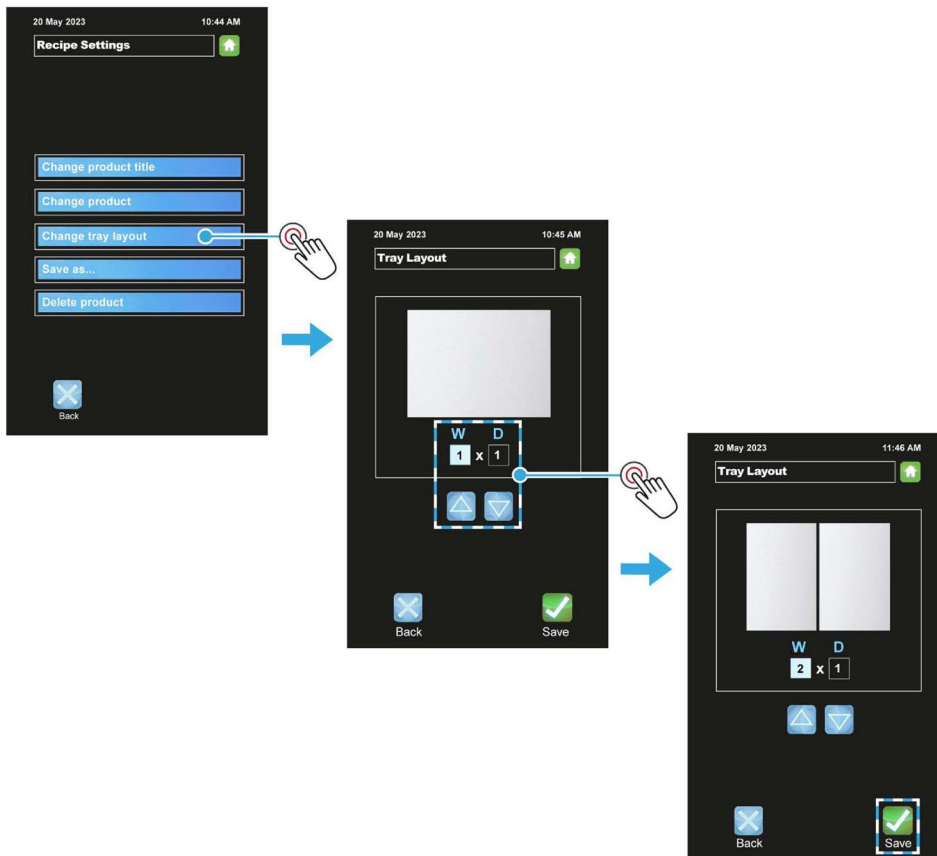 20 May 2023 10:44 AM
Recipe Settings
Change product title
Change product
Change tray layout
Save as...
Delete product
Back
20 May 2023 10:45 AM
Tray Layout
W D
1 x 1
Back Save
20 May 2023 11:46 AM
Tray Layout
W D
2 x 1
Back Save